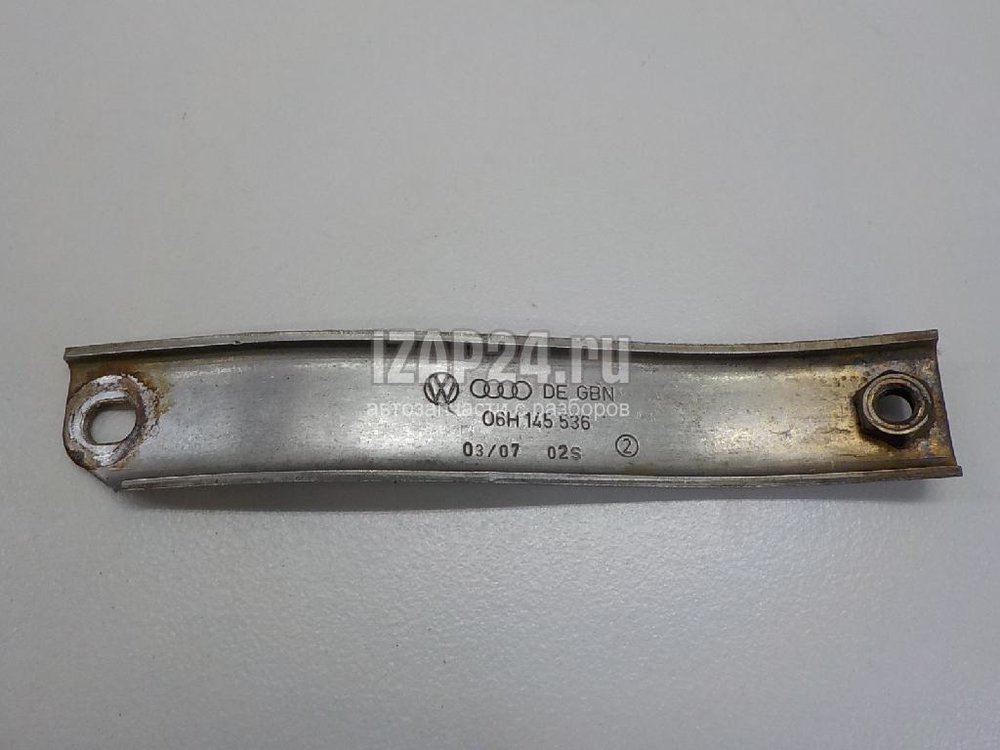 iZAP24.ru
DE GBN
автозапчасти с разборов
06H 145 536
03/07 02S 2